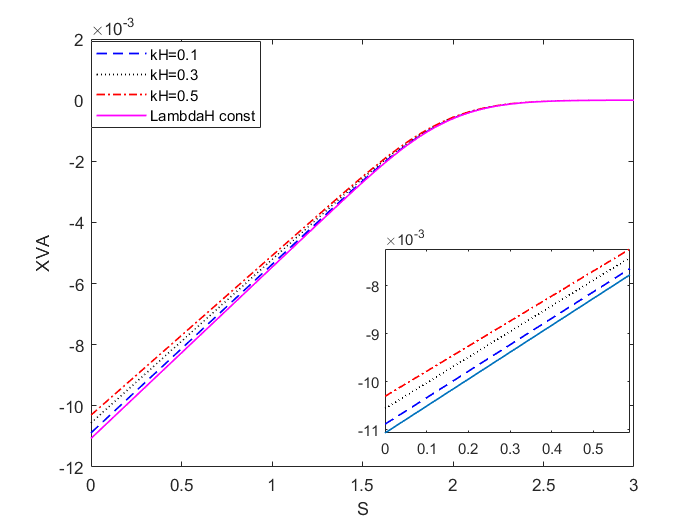 ×10-3
2
0
-2
-4
-6
-8
-10
-12
XVA
kH=0.1
kH=0.3
kH=0.5
LambdaH const
×10-3
-8
-9
-10
-11
0 0.1 0.2 0.3 0.4 0.5
0 0.5 1 1.5 2 2.5 3
S